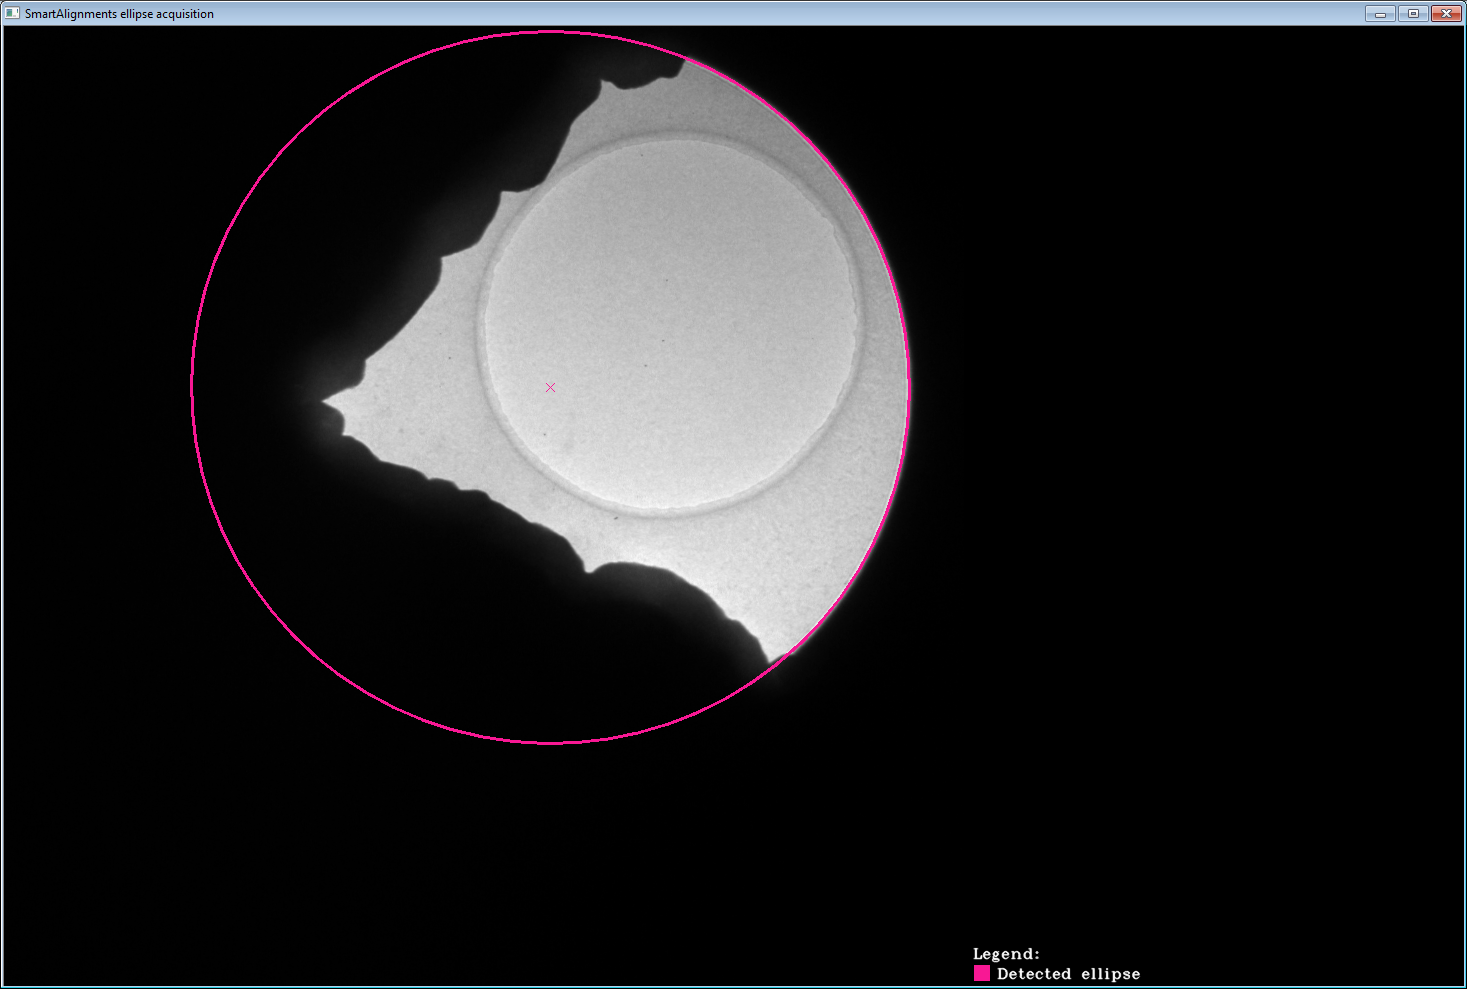 SmartAlignments ellipse acquisition
Legend:
Detected ellipse